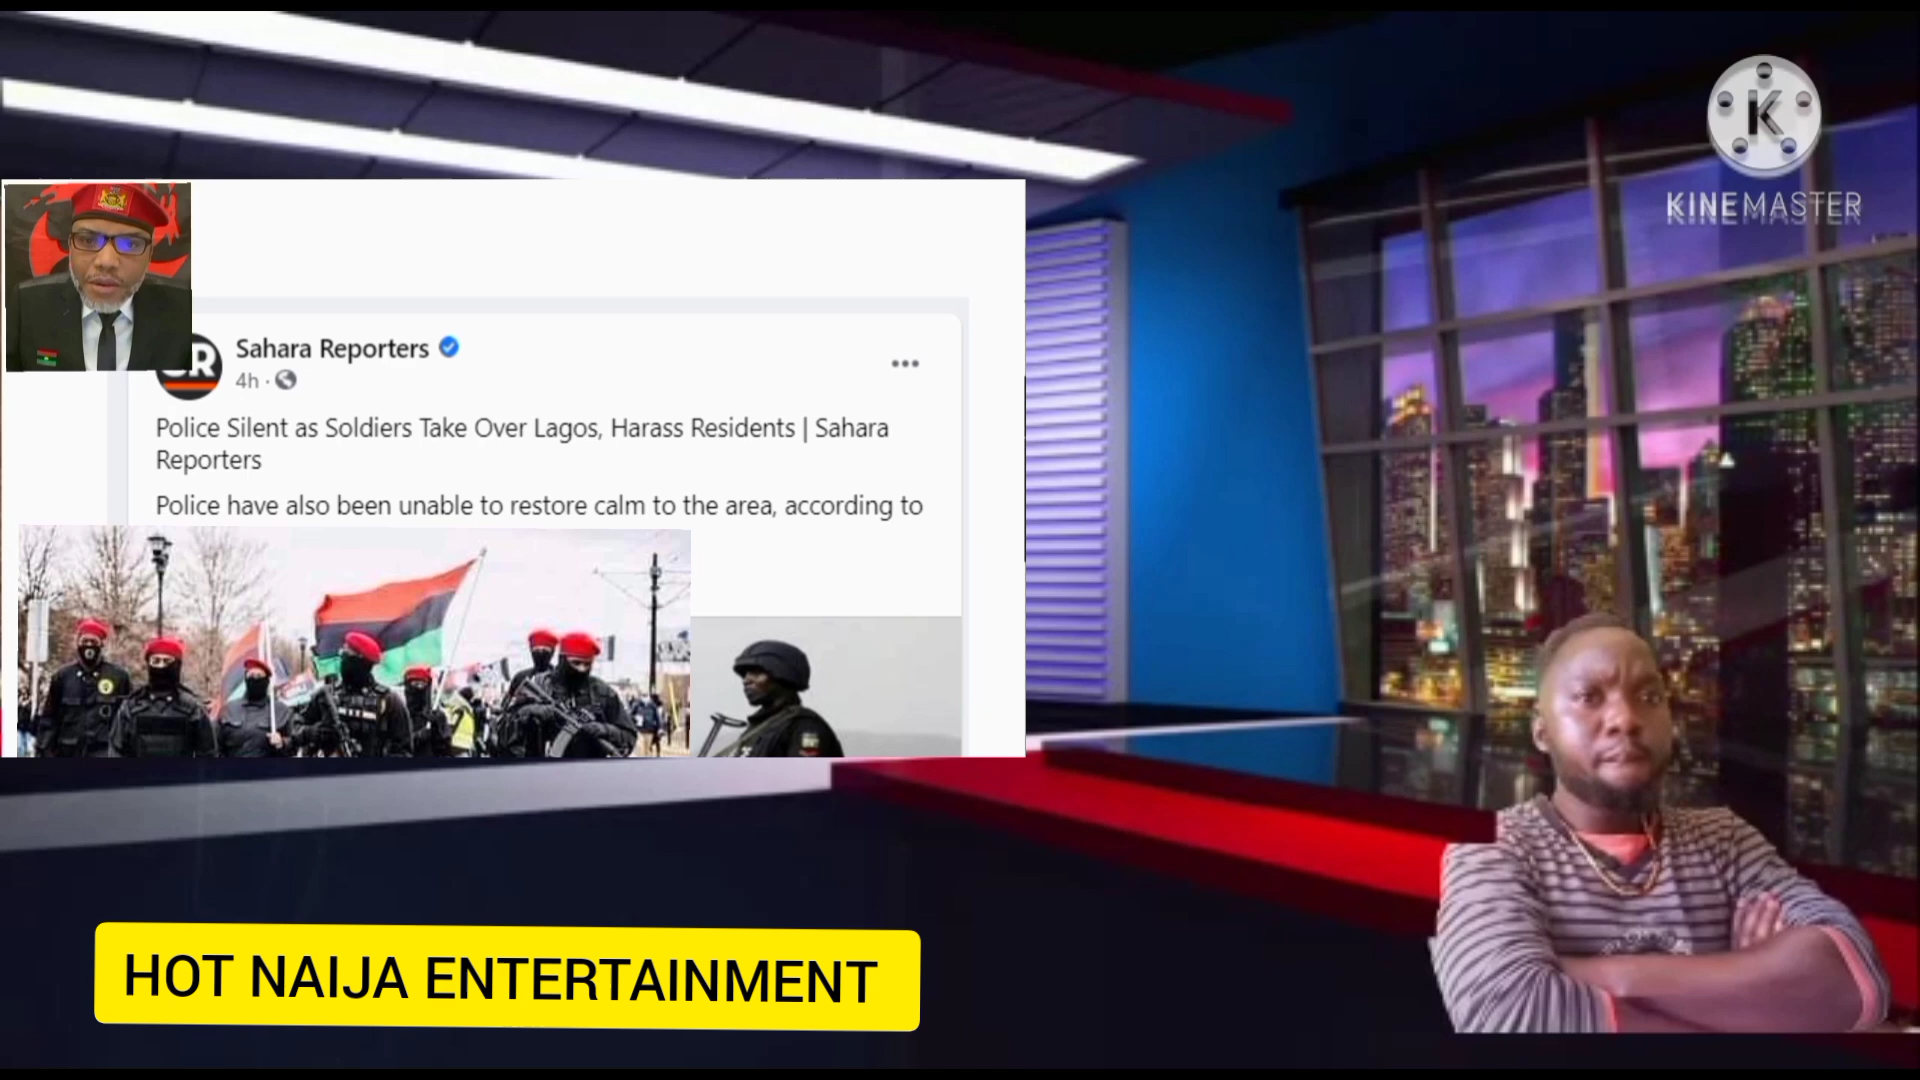 K
KINEMASTER
Sahara Reporters
4h ·
Police Silent as Soldiers Take Over Lagos, Harass Residents | Sahara
Reporters
Police have also been unable to restore calm to the area, according to
HOT NAIJA ENTERTAINMENT